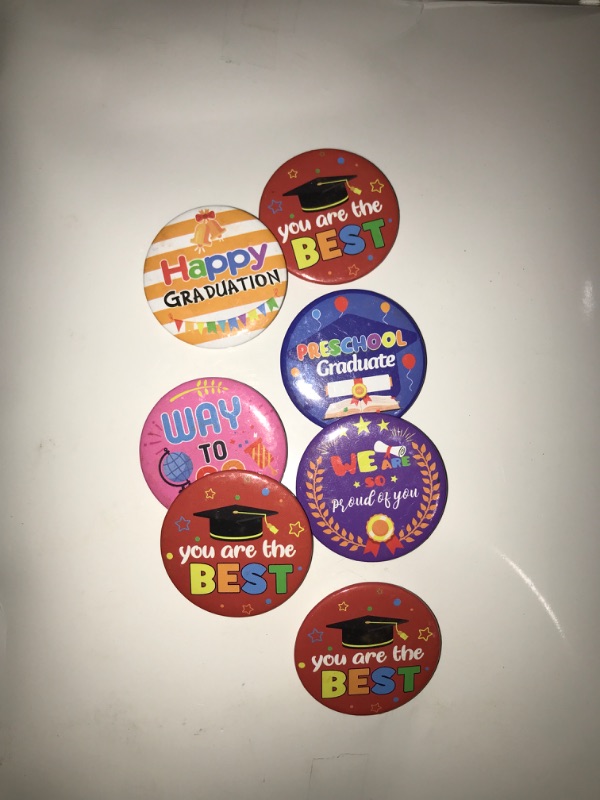 you are the
BEST
Happy
GRADUATION
PRESCHOOL
Graduate
WAY
TO
WE ARE
SO
proud of you
you are the
BEST
you are the
BEST